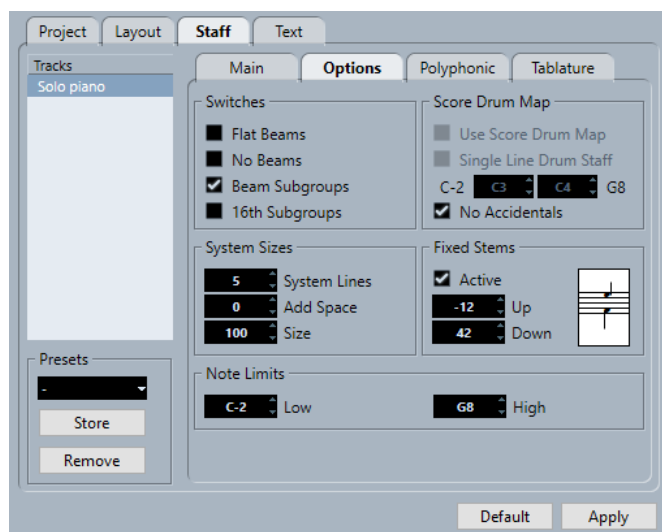 Project Layout Staff Text
Tracks
Solo piano
Main Options Polyphonic Tablature
Switches
Flat Beams
No Beams
Beam Subgroups
16th Subgroups
Score Drum Map
Use Score Drum Map
Single Line Drum Staff
C-2 C3 C4 G8
No Accidentals
System Sizes
5 System Lines
0 Add Space
100 Size
Fixed Stems
Active
-12 Up
42 Down
Presets
-
Store
Remove
Note Limits
C-2 Low G8 High
Default Apply